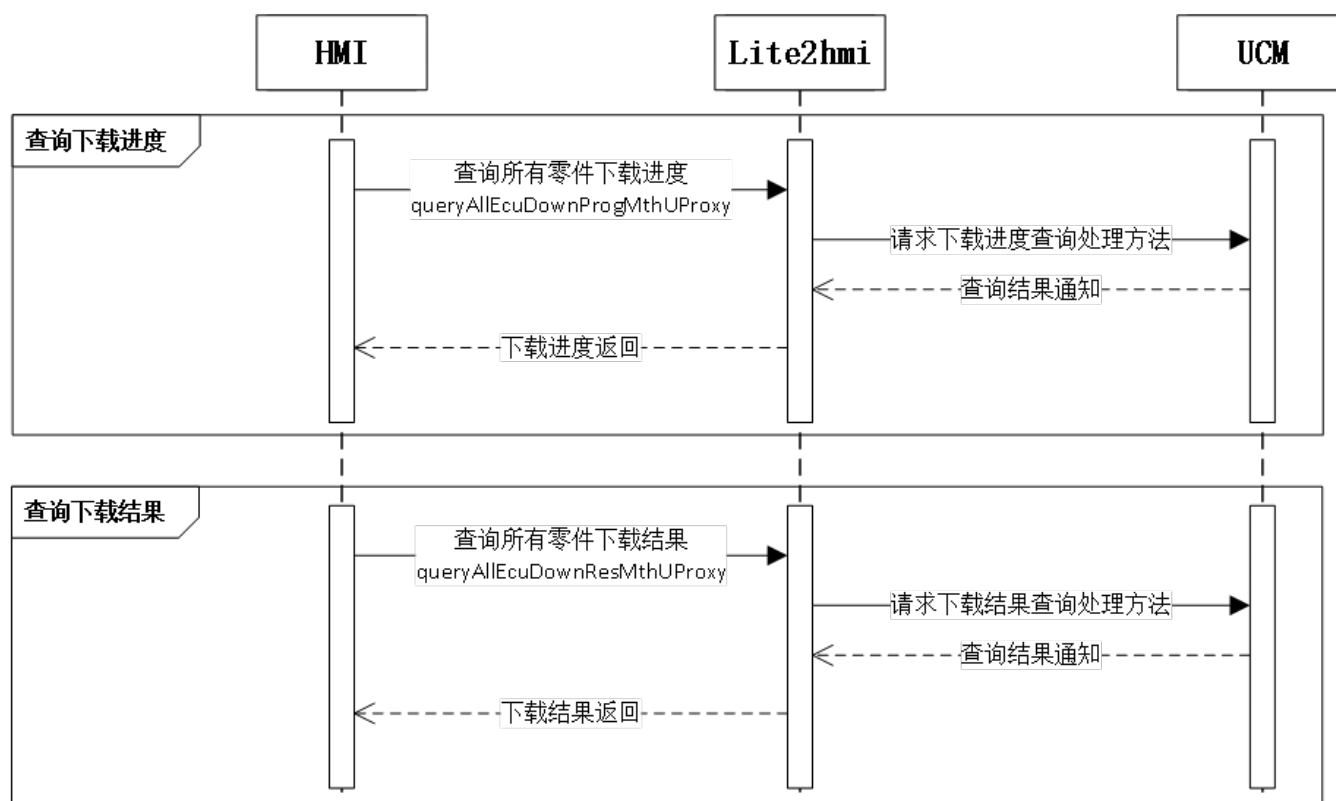 HMI
Lite2hmi
UCM
查询下载进度
查询所有零件下载进度
queryAllEcuDownProgMthUProxy
请求下载进度查询处理方法
查询结果通知
下载进度返回
查询下载结果
查询所有零件下载结果
queryAllEcuDownResMthUProxy
请求下载结果查询处理方法
查询结果通知
下载结果返回